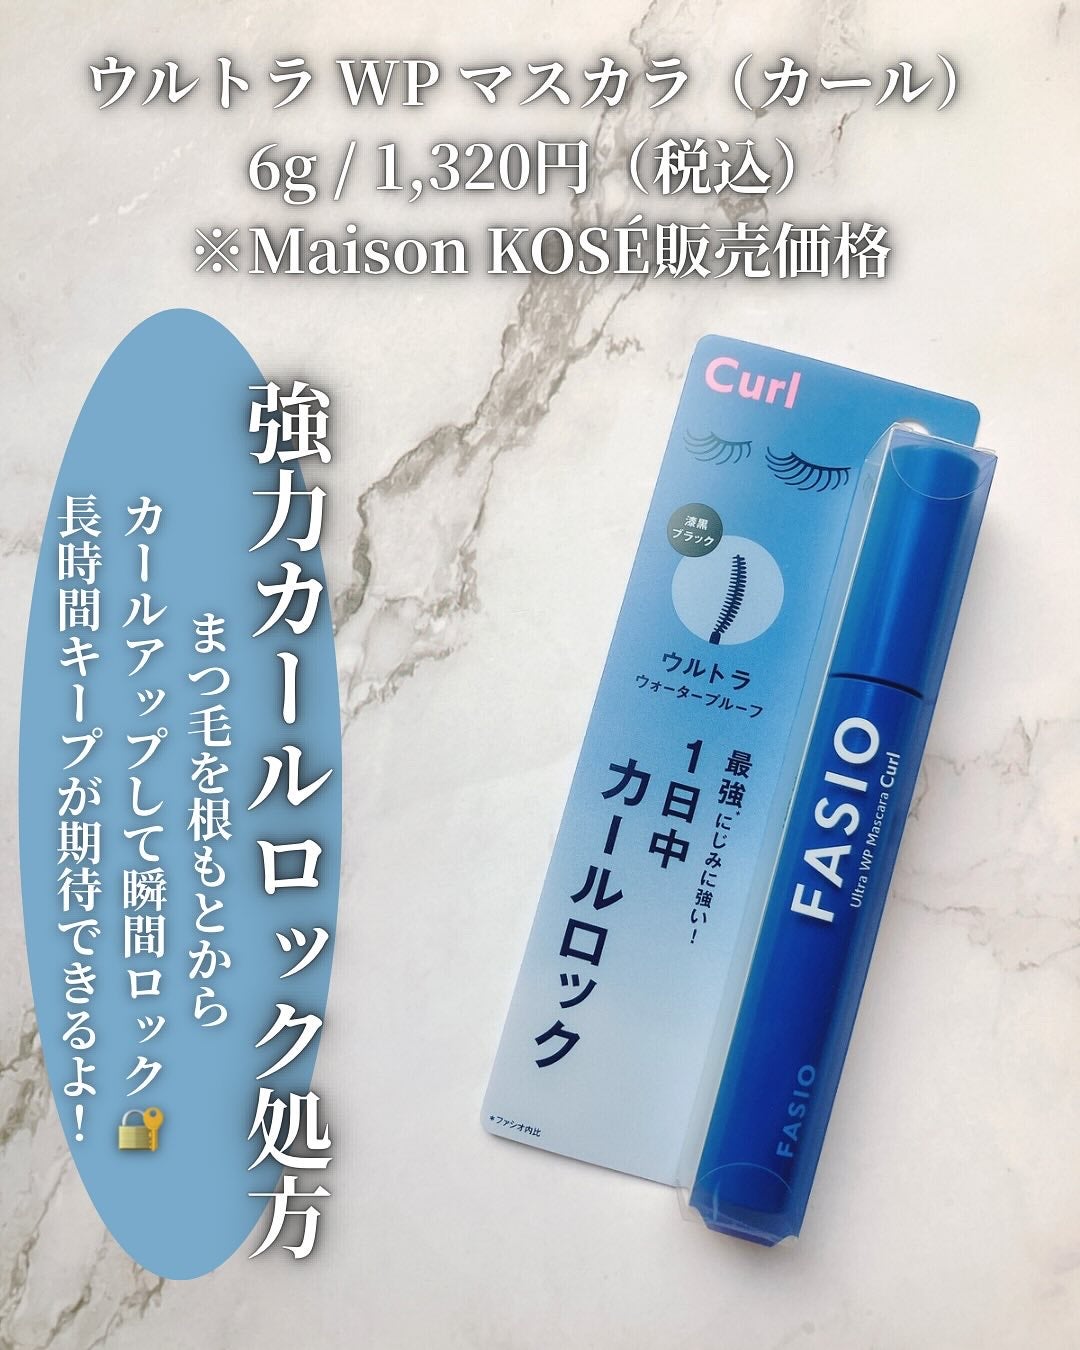 ウルトラ WP マスカラ（カール）
6g / 1,320円（税込）
※Maison KOSÉ販売価格
強力カールロック処方
まつ毛を根もとから
カールアップして瞬間ロック🔐
長時間キープが期待できるよ！
Curl
漆黒
ブラック
ウルトラ
ウォータープルーフ
最強*にじみに強い！
1日中
カールロック
*ファシオ内比
FASIO
Ultra WP Mascara Curl
FASIO